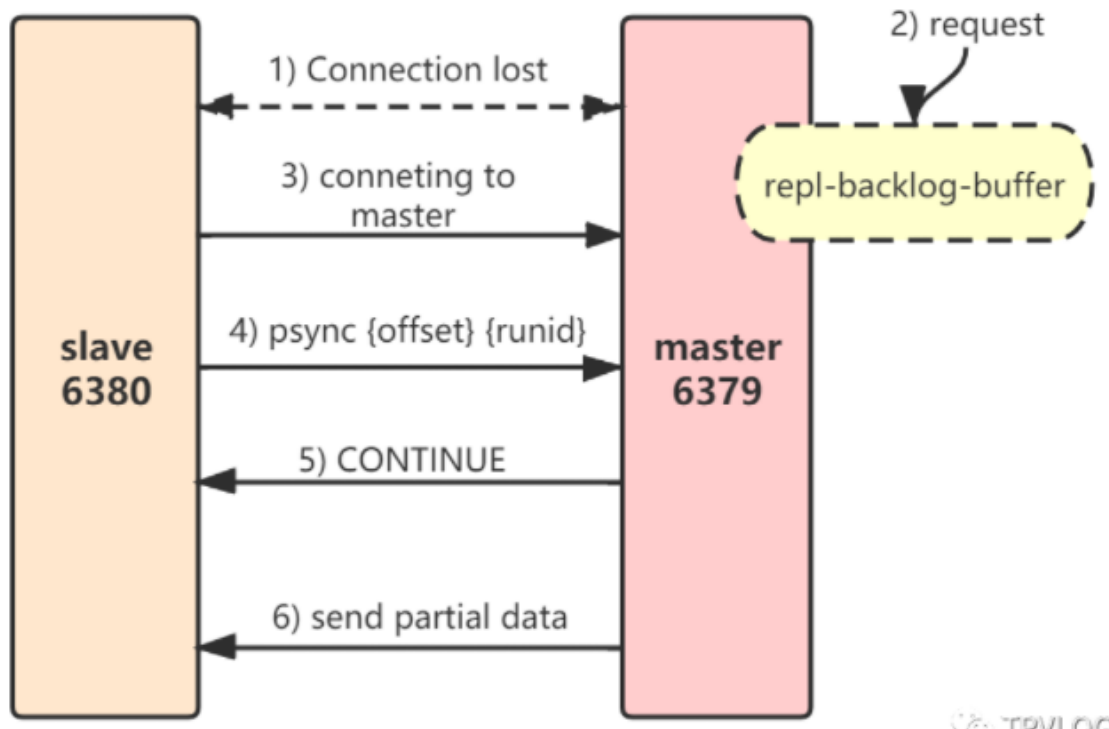 2) request
1) Connection lost
3) conneting to
master
repl-backlog-buffer
4) psync {offset} {runid}
slave
6380
master
6379
5) CONTINUE
6) send partial data